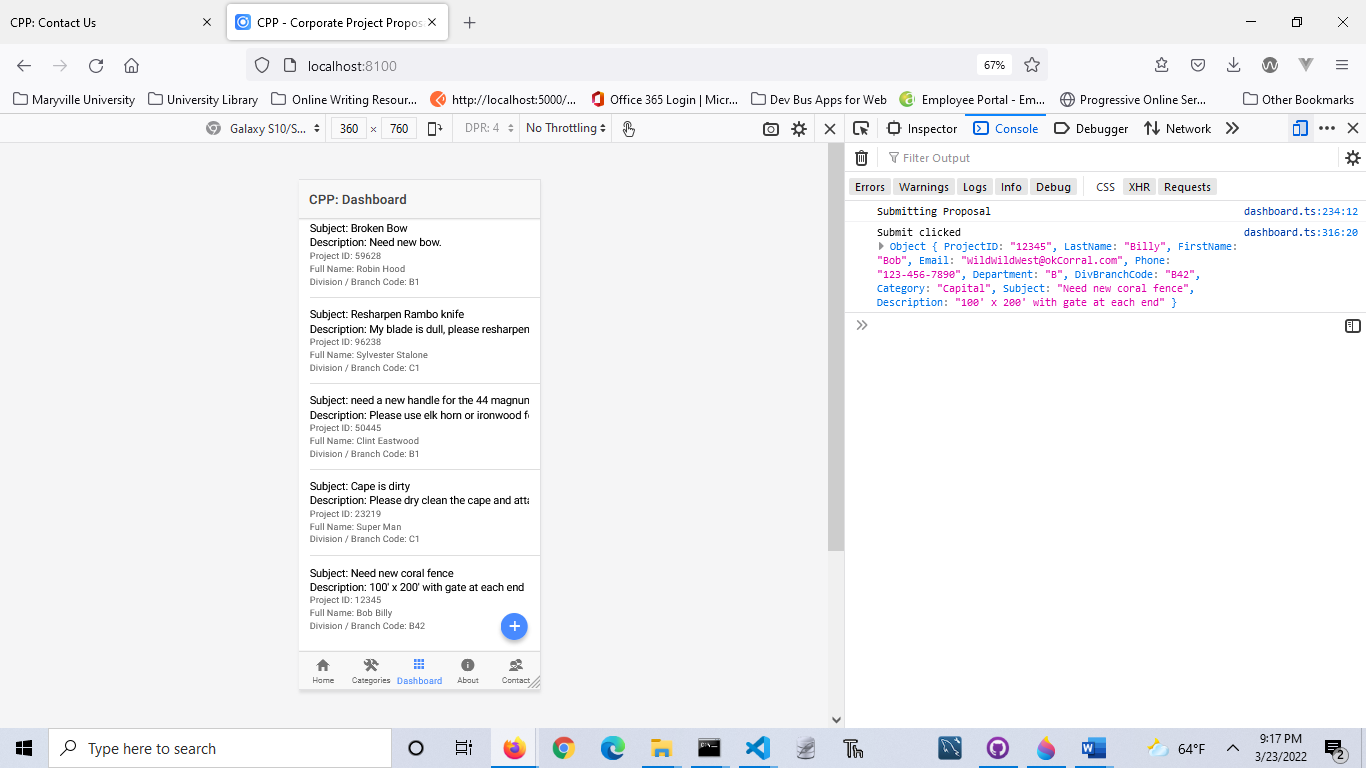 CPP: Contact Us
CPP - Corporate Project Propos
localhost:8100
67%
Maryville University
University Library
Online Writing Resour...
http://localhost:5000/...
Office 365 Login | Micr...
Dev Bus Apps for Web
Employee Portal - Em...
Progressive Online Ser...
Other Bookmarks
Galaxy S10/S...
360 × 760
DPR: 4
No Throttling
Inspector
Console
Debugger
Network
Filter Output
Errors
Warnings
Logs
Info
Debug
CSS
XHR
Requests
Submitting Proposal
dashboard.ts:234:12
Submit clicked
dashboard.ts:316:20
Object { ProjectID: "12345", LastName: "Billy", FirstName:
"Bob", Email: "WildWildWest@okCorral.com", Phone:
"123-456-7890", Department: "B", DivBranchCode: "B42",
Category: "Capital", Subject: "Need new coral fence",
Description: "100' x 200' with gate at each end" }
CPP: Dashboard
Subject: Broken Bow
Description: Need new bow.
Project ID: 59628
Full Name: Robin Hood
Division / Branch Code: B1
Subject: Resharpen Rambo knife
Description: My blade is dull, please resharpen
Project ID: 96238
Full Name: Sylvester Stalone
Division / Branch Code: C1
Subject: need a new handle for the 44 magnun
Description: Please use elk horn or ironwood f
Project ID: 50445
Full Name: Clint Eastwood
Division / Branch Code: B1
Subject: Cape is dirty
Description: Please dry clean the cape and atta
Project ID: 23219
Full Name: Super Man
Division / Branch Code: C1
Subject: Need new coral fence
Description: 100' x 200' with gate at each end
Project ID: 12345
Full Name: Bob Billy
Division / Branch Code: B42
Home
Categories
Dashboard
About
Contact
Type here to search
64°F
9:17 PM
3/23/2022
2